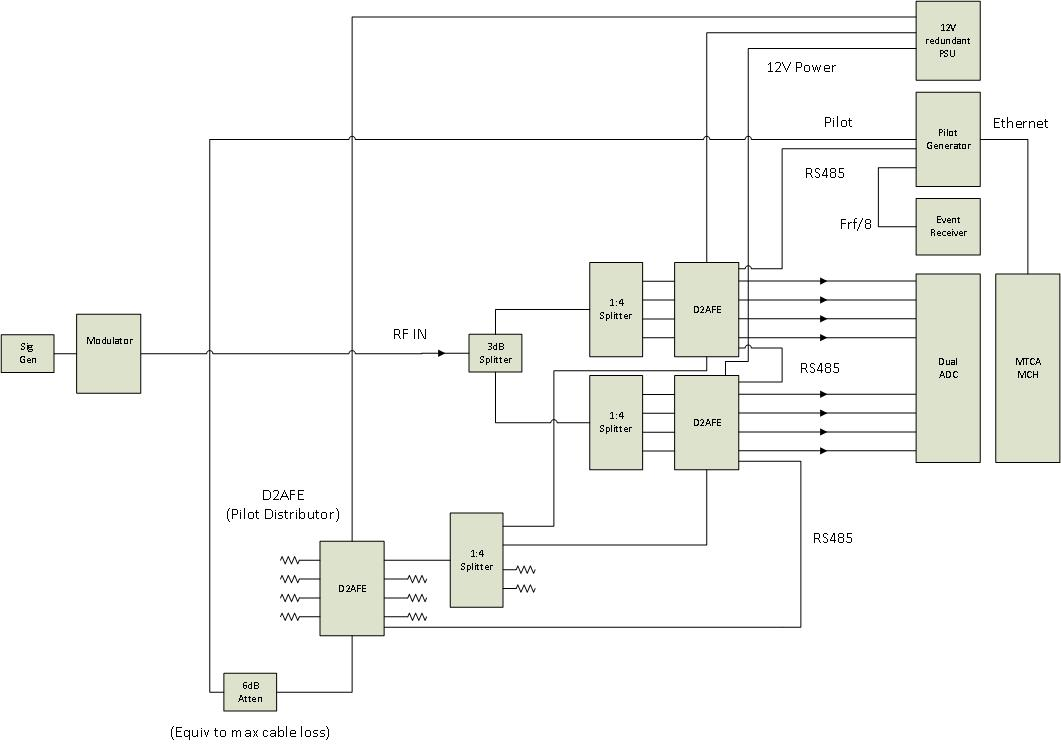 12V
redundant
PSU
12V Power
Pilot
Pilot
Generator
Ethernet
RS485
Frf/8
Event
Receiver
1:4
Splitter
D2AFE
RF IN
Sig
Gen
Modulator
3dB
Splitter
RS485
Dual
ADC
MTCA
MCH
1:4
Splitter
D2AFE
D2AFE
(Pilot Distributor)
RS485
1:4
Splitter
D2AFE
6dB
Atten
(Equiv to max cable loss)